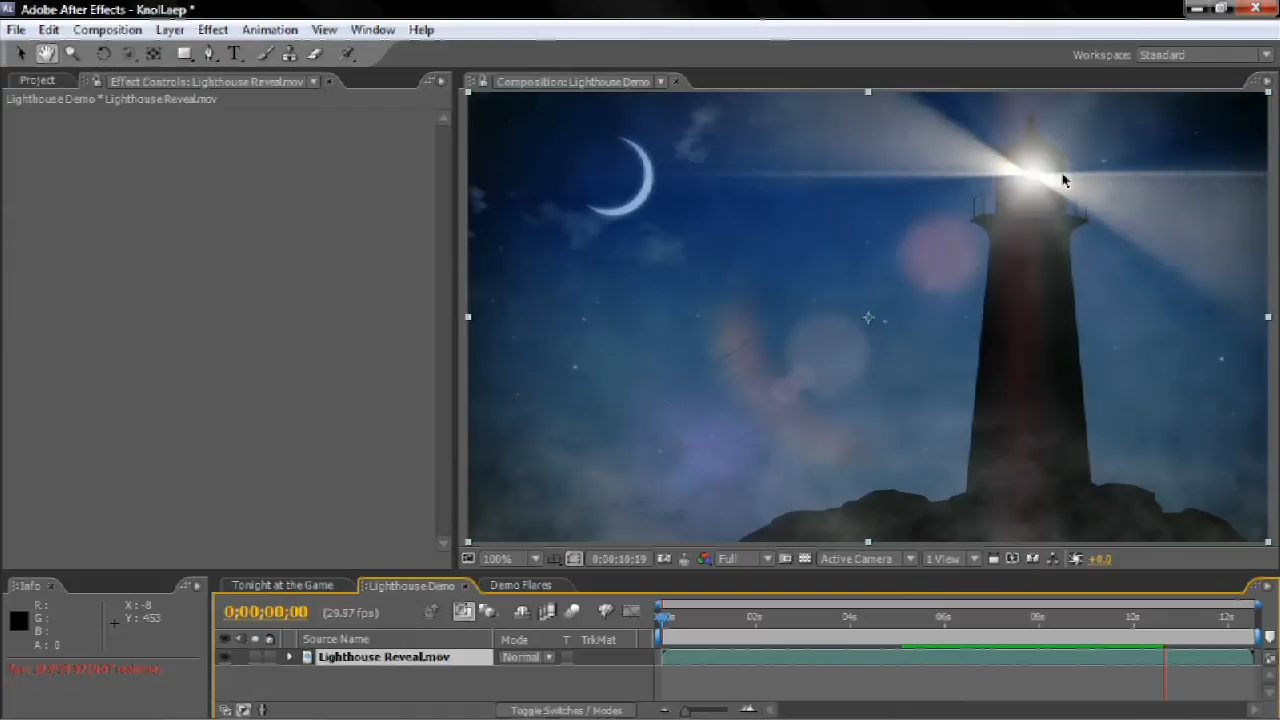 Adobe After Effects - Knoll.aep *
File Edit Composition Layer Effect Animation View Window Help
Workspace: Standard
Project Effect Controls: Lighthouse Reveal.mov
Composition: Lighthouse Demo
Lighthouse Demo * Lighthouse Reveal.mov
100% 0;00;10;19 Full Active Camera 1 View +0.0
Info
R: X: -8
G: Y: 453
B:
A: 0
Tonight at the Game Lighthouse Demo Demo Flares
0;00;00;00 (29.97 fps)
02s 04s 06s 08s 10s 12s
Source Name Mode T TrkMat
Lighthouse Reveal.mov Normal
Toggle Switches / Modes